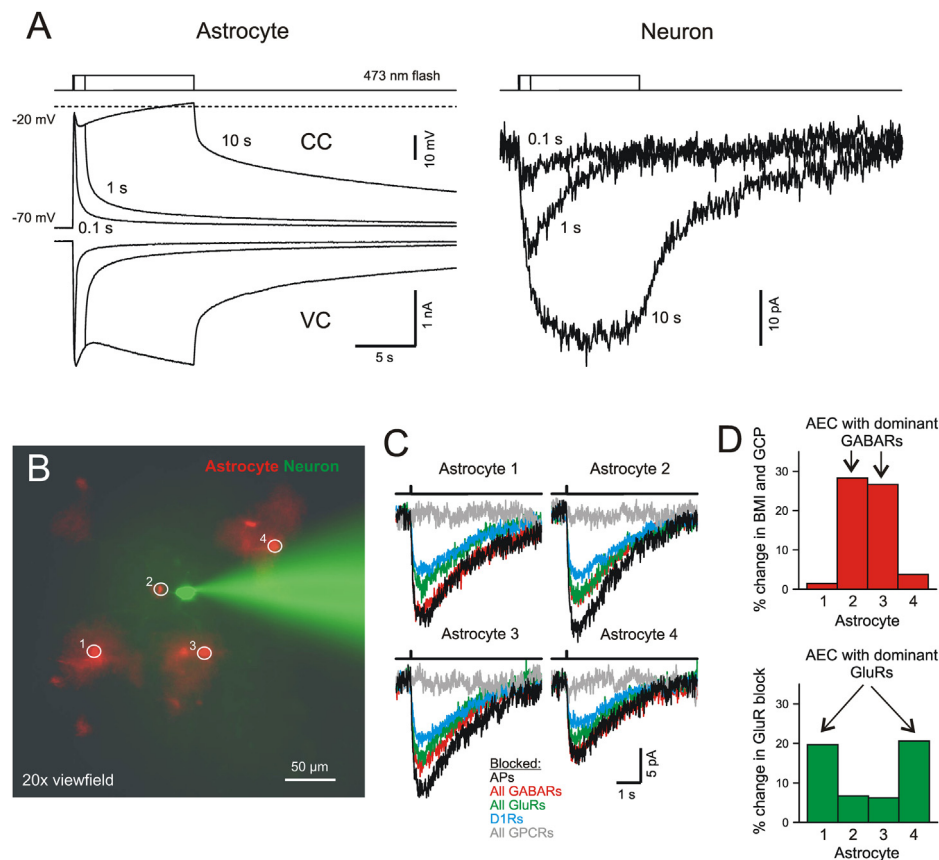 A
Astrocyte
Neuron
473 nm flash
-20 mV
10 s
CC
10 mV
1 s
-70 mV
0.1 s
VC
1 nA
5 s
0.1 s
1 s
10 s
10 pA
B
Astrocyte Neuron
4
2
1
3
20x viewfield
50 µm
C
Astrocyte 1
Astrocyte 2
Astrocyte 3
Astrocyte 4
Blocked:
APs
All GABARs
All GluRs
D1Rs
All GPCRs
5 pA
1 s
D
AEC with dominant
GABARs
% change in BMI and GCP
30
20
10
0
1 2 3 4
Astrocyte
AEC with dominant
GluRs
% change in GluR block
30
20
10
0
1 2 3 4
Astrocyte